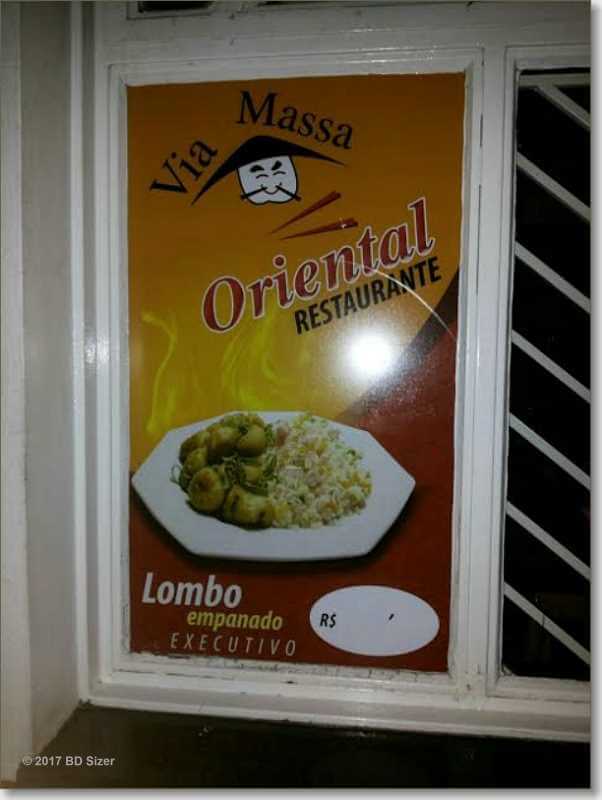 Via Massa
Oriental
RESTAURANTE
Lombo
empanado
EXECUTIVO
R$ ,
© 2017 BD Sizer